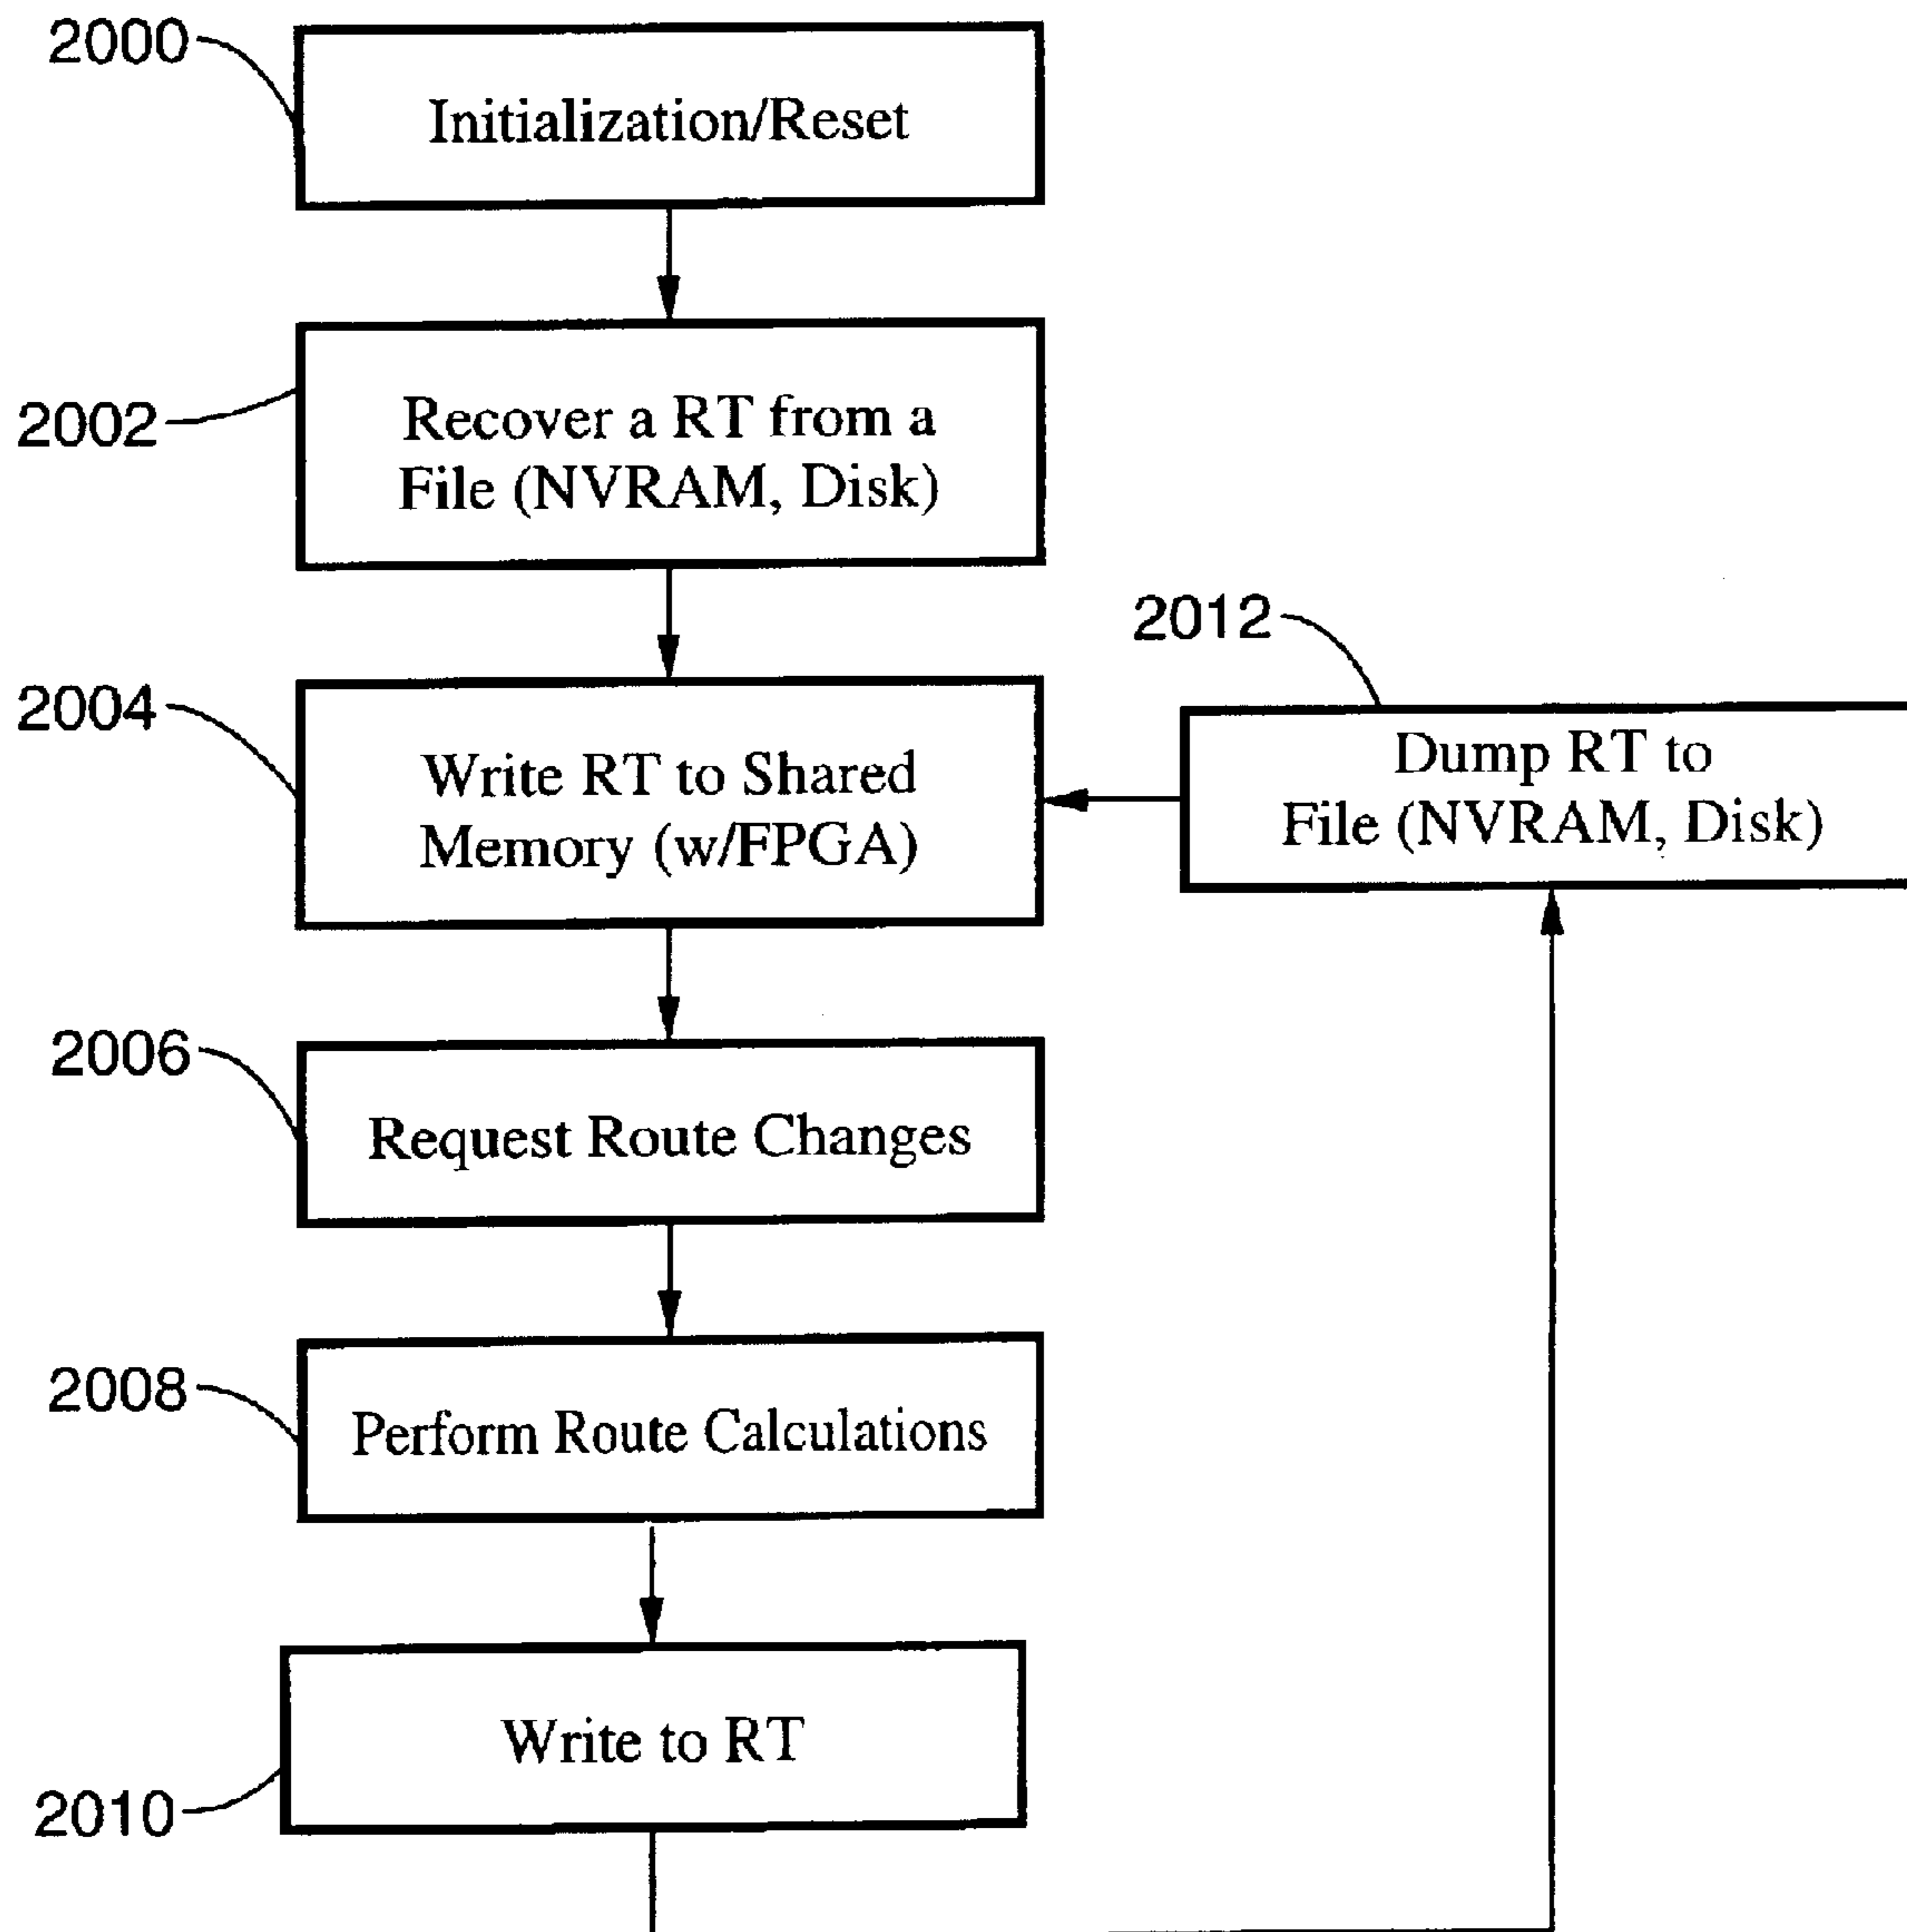 2000
Initialization/Reset
2002
Recover a RT from a
File (NVRAM, Disk)
2012
2004
Write RT to Shared
Memory (w/FPGA)
Dump RT to
File (NVRAM, Disk)
2006
Request Route Changes
2008
Perform Route Calculations
Write to RT
2010